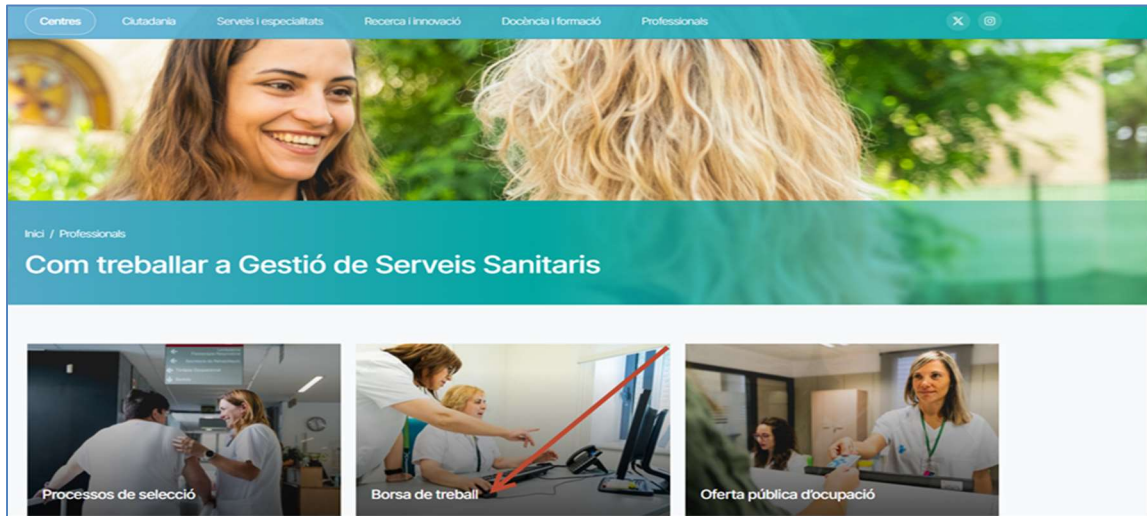 Centres
Ciutadania
Serveis i especialitats
Recerca i innovació
Docència i formació
Professionals
Inici / Professionals
Com treballar a Gestió de Serveis Sanitaris
Processos de selecció
Borsa de treball
Oferta pública d'ocupació